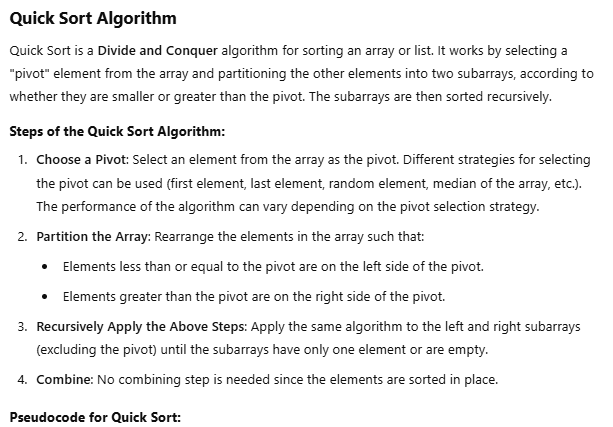 Quick Sort Algorithm
Quick Sort is a Divide and Conquer algorithm for sorting an array or list. It works by selecting a
"pivot" element from the array and partitioning the other elements into two subarrays, according to
whether they are smaller or greater than the pivot. The subarrays are then sorted recursively.
Steps of the Quick Sort Algorithm:
1. Choose a Pivot: Select an element from the array as the pivot. Different strategies for selecting
the pivot can be used (first element, last element, random element, median of the array, etc.).
The performance of the algorithm can vary depending on the pivot selection strategy.
2. Partition the Array: Rearrange the elements in the array such that:
• Elements less than or equal to the pivot are on the left side of the pivot.
• Elements greater than the pivot are on the right side of the pivot.
3. Recursively Apply the Above Steps: Apply the same algorithm to the left and right subarrays
(excluding the pivot) until the subarrays have only one element or are empty.
4. Combine: No combining step is needed since the elements are sorted in place.
Pseudocode for Quick Sort: